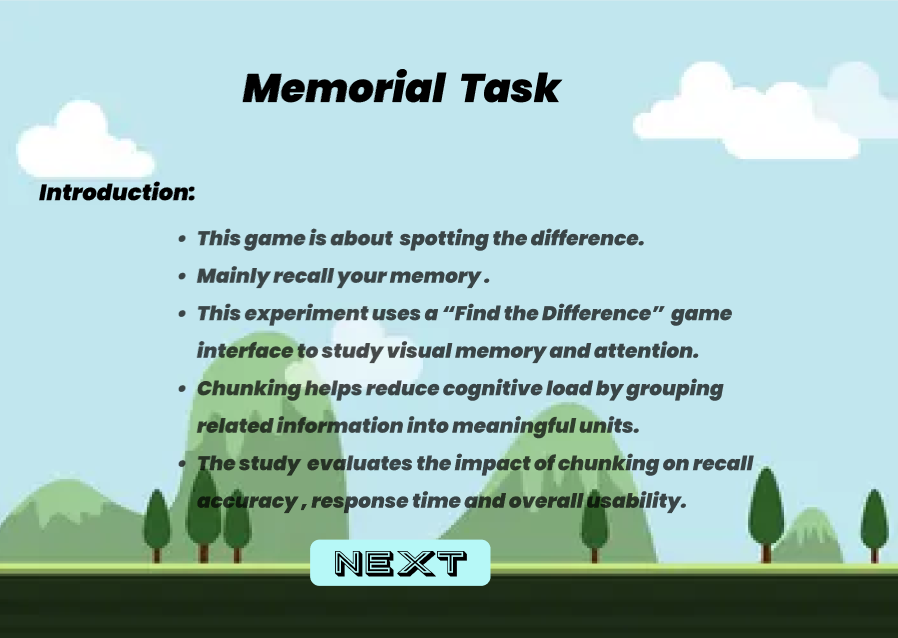 Memorial Task
Introduction:
• This game is about spotting the difference.
• Mainly recall your memory .
• This experiment uses a “Find the Difference” game
interface to study visual memory and attention.
• Chunking helps reduce cognitive load by grouping
related information into meaningful units.
• The study evaluates the impact of chunking on recall
accuracy , response time and overall usability.
NEXT